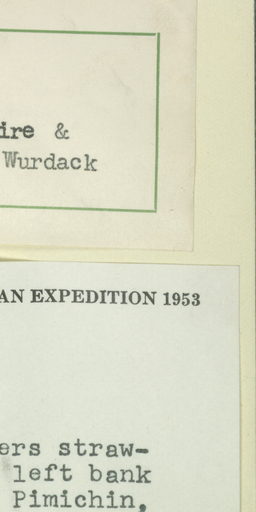 ire &
Wurdack
AN EXPEDITION 1953
ers straw-
left bank
Pimichin,